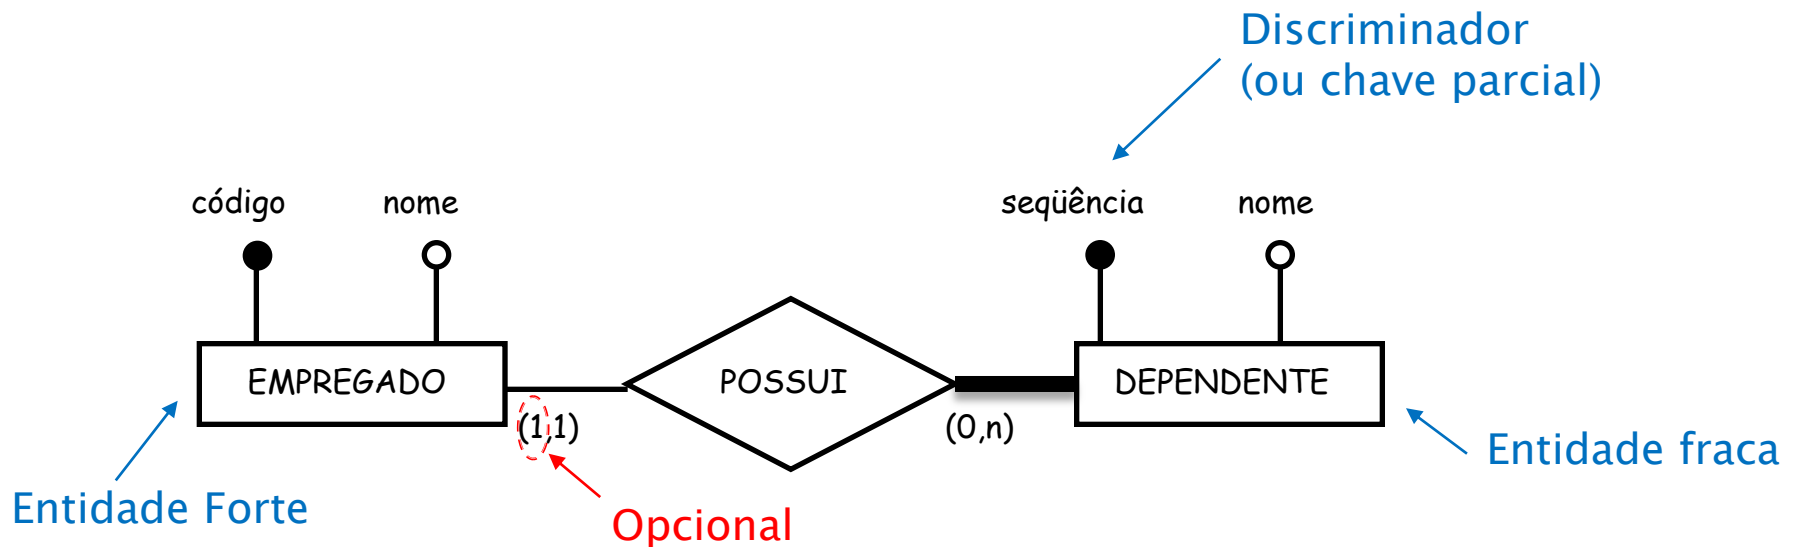 Discriminador
(ou chave parcial)
código
nome
seqüência
nome
EMPREGADO
POSSUI
DEPENDENTE
(1,1)
(0,n)
Entidade fraca
Entidade Forte
Opcional